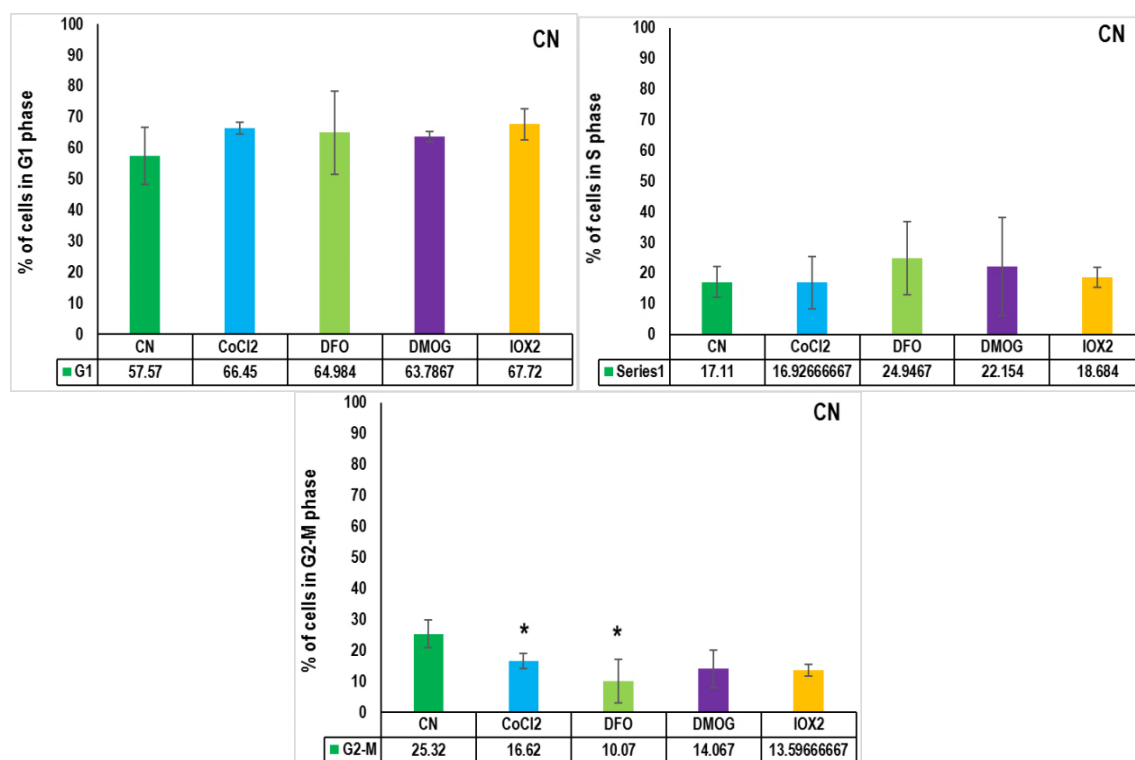 CN
% of cells in G1 phase
100
90
80
70
60
50
40
30
20
10
0
CN CoCl2 DFO DMOG IOX2
G1 57.57 66.45 64.984 63.7867 67.72
CN
% of cells in S phase
100
90
80
70
60
50
40
30
20
10
0
CN CoCl2 DFO DMOG IOX2
Series1 17.11 16.92666667 24.9467 22.154 18.684
CN
% of cells in G2-M phase
100
90
80
70
60
50
40
30
20
10
0
* *
CN CoCl2 DFO DMOG IOX2
G2-M 25.32 16.62 10.07 14.067 13.59666667